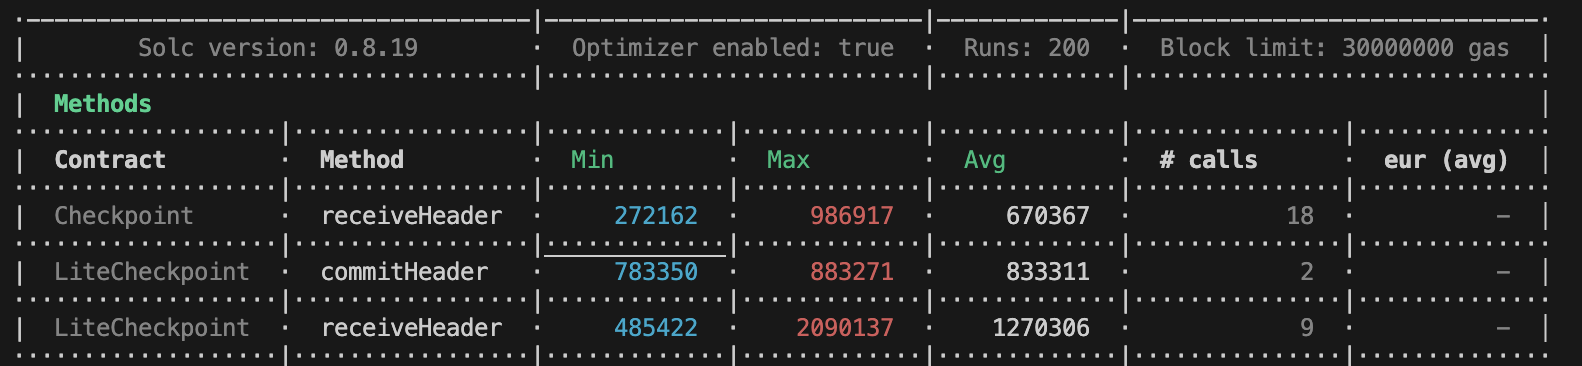 Solc version: 0.8.19 · Optimizer enabled: true · Runs: 200 · Block limit: 30000000 gas
Methods
Contract · Method · Min · Max · Avg · # calls · eur (avg)
Checkpoint · receiveHeader · 272162 · 986917 · 670367 · 18 · –
LiteCheckpoint · commitHeader · 783350 · 883271 · 833311 · 2 · –
LiteCheckpoint · receiveHeader · 485422 · 2090137 · 1270306 · 9 · –